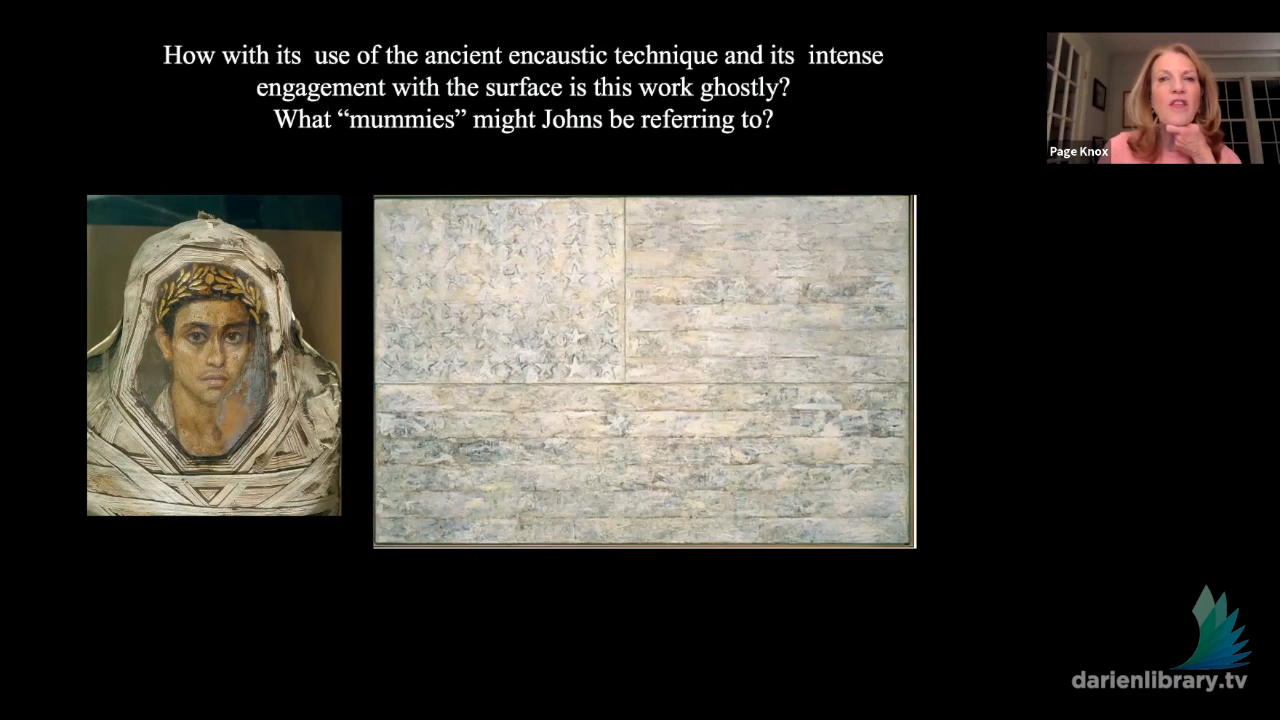 How with its use of the ancient encaustic technique and its intense
engagement with the surface is this work ghostly?
What “mummies” might Johns be referring to?
Page Knox
darienlibrary.tv